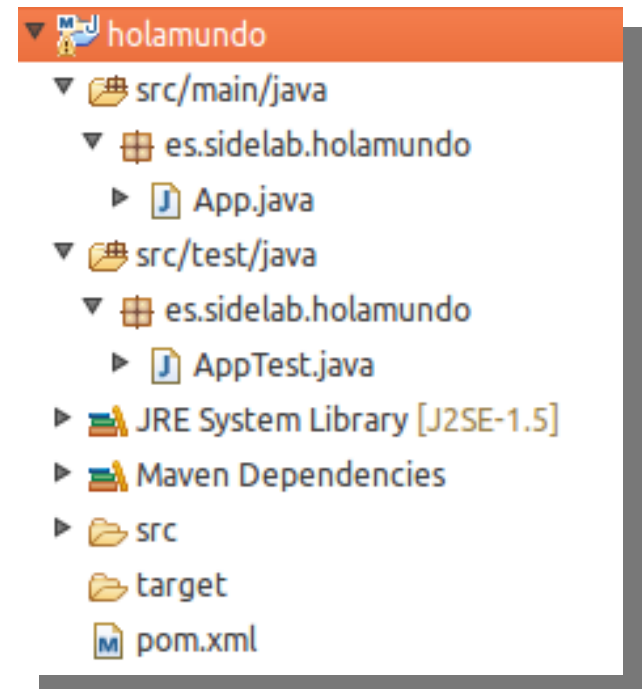 holamundo
src/main/java
es.sidelab.holamundo
App.java
src/test/java
es.sidelab.holamundo
AppTest.java
JRE System Library [J2SE-1.5]
Maven Dependencies
src
target
pom.xml